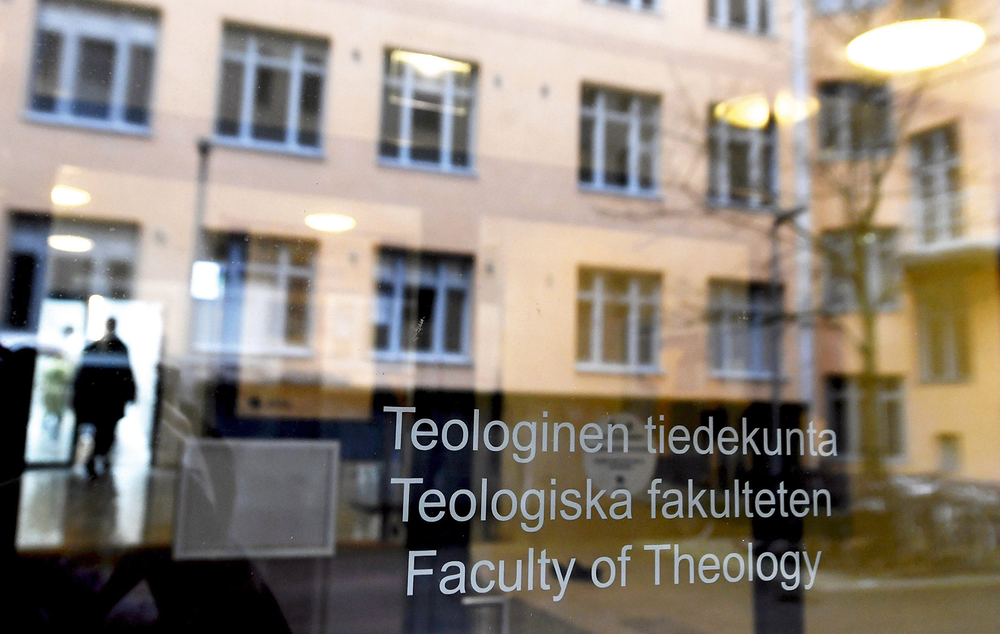 Teologinen tiedekunta
Teologiska fakulteten
Faculty of Theology